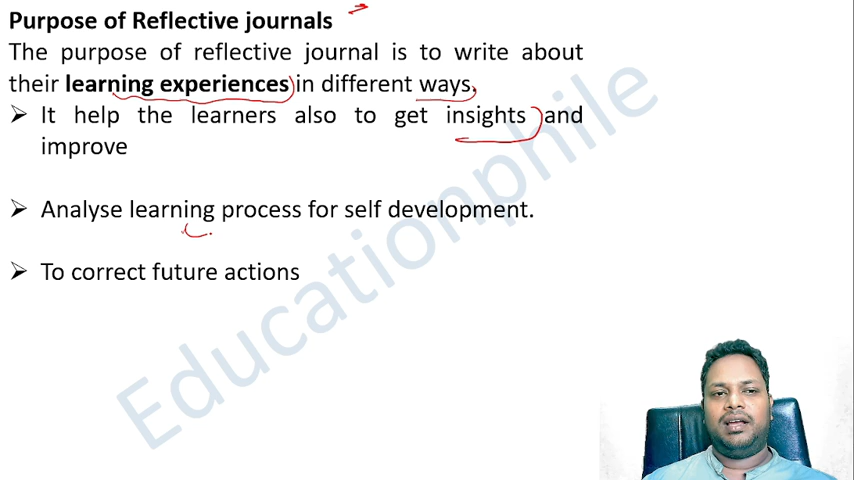 Purpose of Reflective journals
The purpose of reflective journal is to write about
their learning experiences in different ways.
➢ It help the learners also to get insights and
improve
➢ Analyse learning process for self development.
➢ To correct future actions
Educationphile